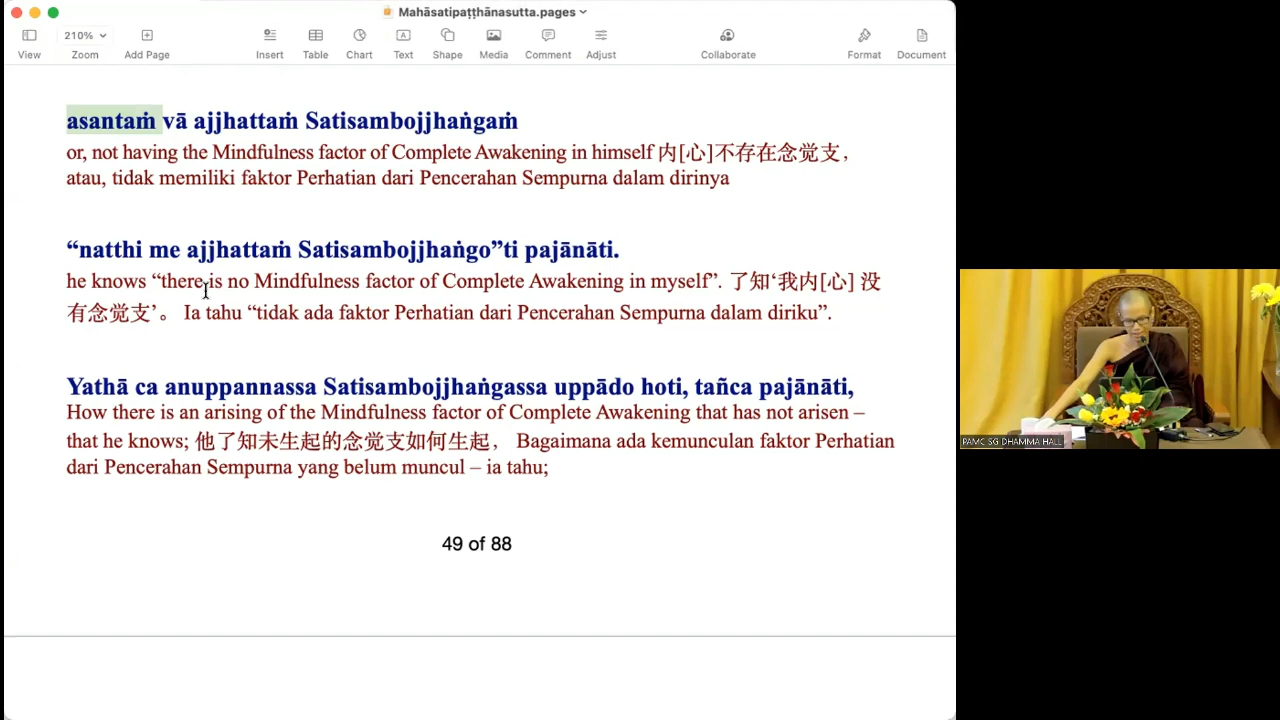 Mahāsatipaṭṭhānasutta.pages
210%
View
Zoom
Add Page
Insert
Table
Chart
Text
Shape
Media
Comment
Adjust
Collaborate
Format
Document
asantaṁ vā ajjhattaṁ Satisambojjhaṅgaṁ
or, not having the Mindfulness factor of Complete Awakening in himself 内[心]不存在念觉支，
atau, tidak memiliki faktor Perhatian dari Pencerahan Sempurna dalam dirinya
“natthi me ajjhattaṁ Satisambojjhaṅgo”ti pajānāti.
he knows “there is no Mindfulness factor of Complete Awakening in myself”. 了知‘我内[心] 没
有念觉支’。 Ia tahu “tidak ada faktor Perhatian dari Pencerahan Sempurna dalam diriku”.
Yathā ca anuppannassa Satisambojjhaṅgassa uppādo hoti, tañca pajānāti,
How there is an arising of the Mindfulness factor of Complete Awakening that has not arisen –
that he knows; 他了知未生起的念觉支如何生起， Bagaimana ada kemunculan faktor Perhatian
dari Pencerahan Sempurna yang belum muncul – ia tahu;
49 of 88
PAMC SG DHAMMA HALL